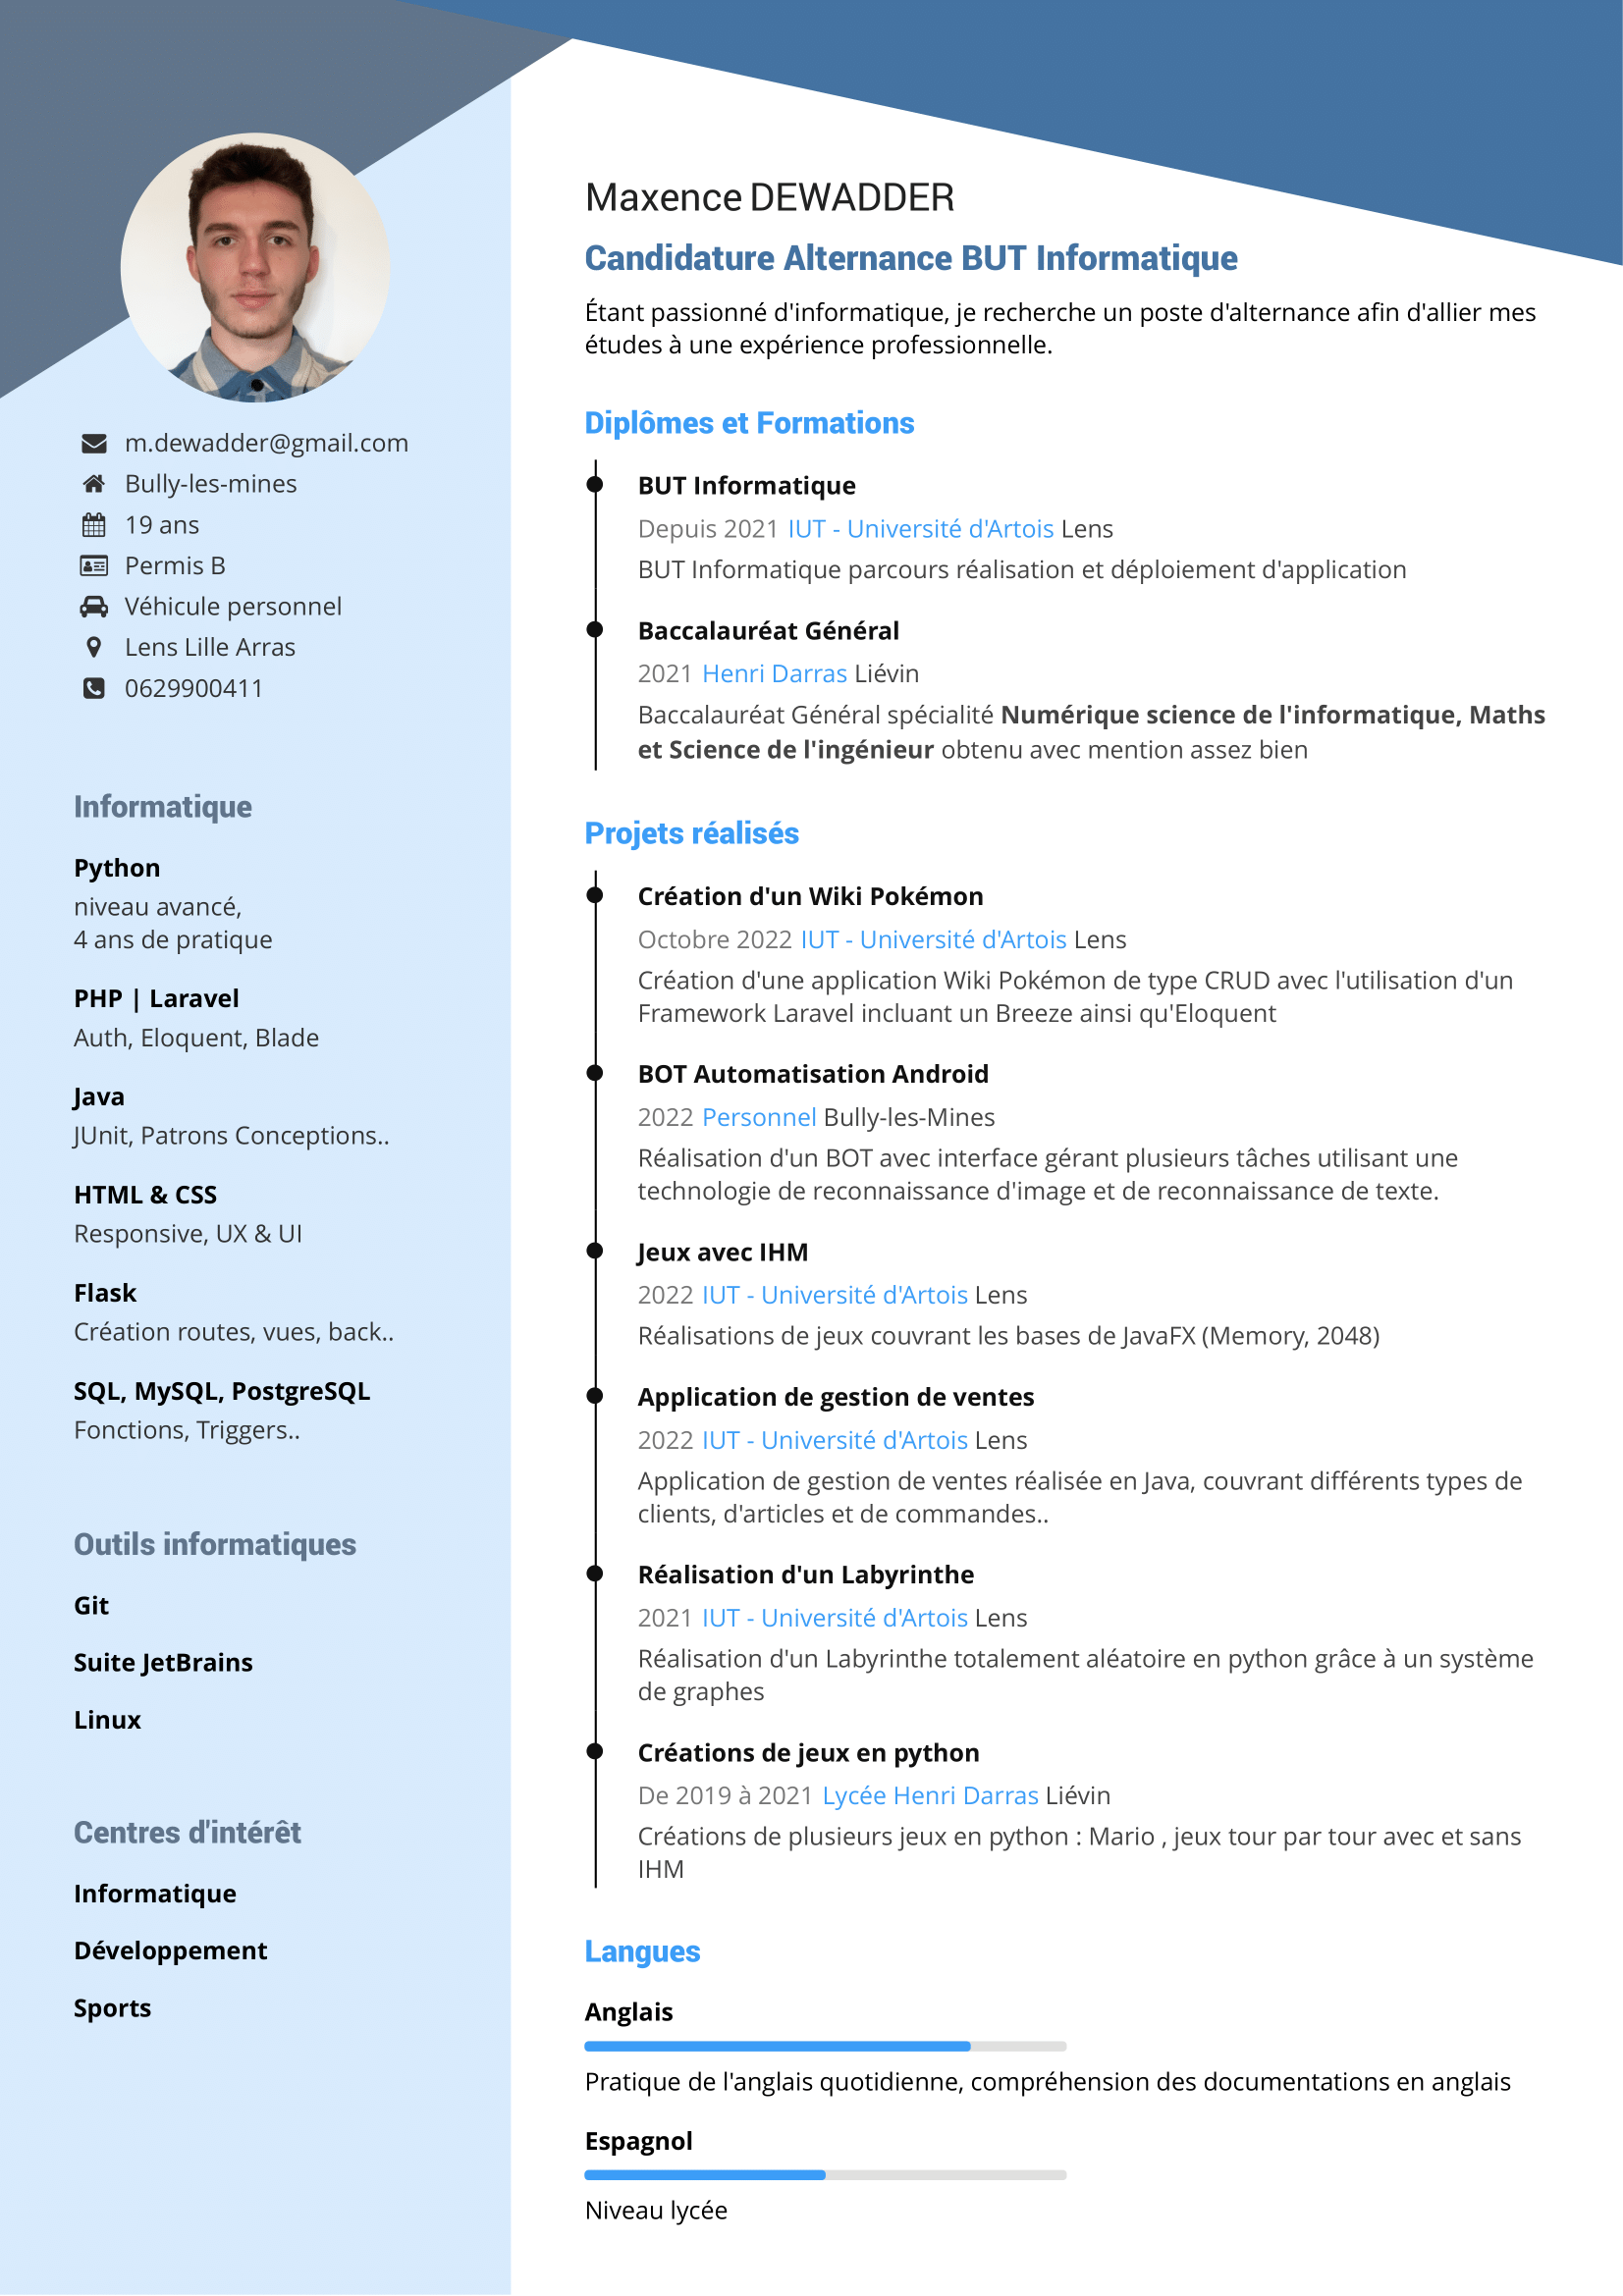 m.dewadder@gmail.com
Bully-les-mines
19 ans
Permis B
Véhicule personnel
Lens Lille Arras
0629900411
Informatique
Python
niveau avancé,
4 ans de pratique
PHP | Laravel
Auth, Eloquent, Blade
Java
JUnit, Patrons Conceptions..
HTML & CSS
Responsive, UX & UI
Flask
Création routes, vues, back..
SQL, MySQL, PostgreSQL
Fonctions, Triggers..
Outils informatiques
Git
Suite JetBrains
Linux
Centres d'intérêt
Informatique
Développement
Sports
Maxence DEWADDER
Candidature Alternance BUT Informatique
Étant passionné d'informatique, je recherche un poste d'alternance afin d'allier mes
études à une expérience professionnelle.
Diplômes et Formations
BUT Informatique
Depuis 2021 IUT - Université d'Artois Lens
BUT Informatique parcours réalisation et déploiement d'application
Baccalauréat Général
2021 Henri Darras Liévin
Baccalauréat Général spécialité Numérique science de l'informatique, Maths
et Science de l'ingénieur obtenu avec mention assez bien
Projets réalisés
Création d'un Wiki Pokémon
Octobre 2022 IUT - Université d'Artois Lens
Création d'une application Wiki Pokémon de type CRUD avec l'utilisation d'un
Framework Laravel incluant un Breeze ainsi qu'Eloquent
BOT Automatisation Android
2022 Personnel Bully-les-Mines
Réalisation d'un BOT avec interface gérant plusieurs tâches utilisant une
technologie de reconnaissance d'image et de reconnaissance de texte.
Jeux avec IHM
2022 IUT - Université d'Artois Lens
Réalisations de jeux couvrant les bases de JavaFX (Memory, 2048)
Application de gestion de ventes
2022 IUT - Université d'Artois Lens
Application de gestion de ventes réalisée en Java, couvrant différents types de
clients, d'articles et de commandes..
Réalisation d'un Labyrinthe
2021 IUT - Université d'Artois Lens
Réalisation d'un Labyrinthe totalement aléatoire en python grâce à un système
de graphes
Créations de jeux en python
De 2019 à 2021 Lycée Henri Darras Liévin
Créations de plusieurs jeux en python : Mario , jeux tour par tour avec et sans
IHM
Langues
Anglais
Pratique de l'anglais quotidienne, compréhension des documentations en anglais
Espagnol
Niveau lycée